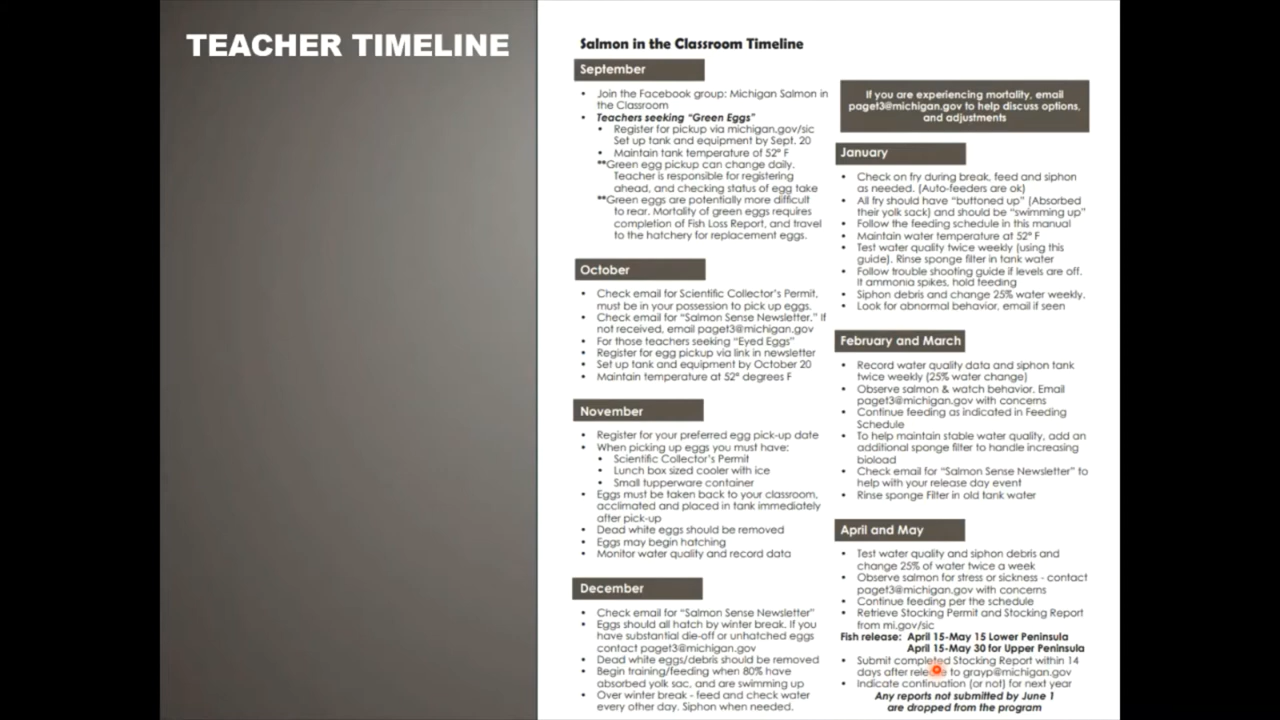 TEACHER TIMELINE
Salmon in the Classroom Timeline
September
• Join the Facebook group: Michigan Salmon in
the Classroom
• Teachers seeking “Green Eggs”
• Register for pickup via michigan.gov/sic
Set up tank and equipment by Sept. 20
• Maintain tank temperature of 52° F
**Green egg pickup can change daily.
Teacher is responsible for registering
ahead, and checking status of egg take
**Green eggs are potentially more difficult
to rear. Mortality of green eggs requires
completion of Fish Loss Report, and travel
to the hatchery for replacement eggs.
October
• Check email for Scientific Collector’s Permit,
must be in your possession to pick up eggs.
• Check email for “Salmon Sense Newsletter.” If
not received, email paget3@michigan.gov
• For those teachers seeking “Eyed Eggs”
• Register for egg pickup via link in newsletter
• Set up tank and equipment by October 20
• Maintain temperature at 52° degrees F
November
• Register for your preferred egg pick-up date
• When picking up eggs you must have:
• Scientific Collector’s Permit
• Lunch box sized cooler with ice
• Small tupperware container
• Eggs must be taken back to your classroom,
acclimated and placed in tank immediately
after pick-up
• Dead white eggs should be removed
• Eggs may begin hatching
• Monitor water quality and record data
December
• Check email for “Salmon Sense Newsletter”
• Eggs should all hatch by winter break. If you
have substantial die-off or unhatched eggs
contact paget3@michigan.gov
• Dead white eggs/debris should be removed
• Begin training/feeding when 80% have
absorbed yolk sac, and are swimming up
• Over winter break - feed and check water
every other day. Siphon when needed.
If you are experiencing mortality, email
paget3@michigan.gov to help discuss options,
and adjustments
January
• Check on fry during break, feed and siphon
as needed. (Auto-feeders are ok)
• All fry should have “buttoned up” (Absorbed
their yolk sack) and should be “swimming up”
• Follow the feeding schedule in this manual
• Maintain water temperature at 52° F
• Test water quality twice weekly (using this
guide). Rinse sponge filter in tank water
• Follow trouble shooting guide if levels are off.
If ammonia spikes, hold feeding
• Siphon debris and change 25% water weekly.
• Look for abnormal behavior, email if seen
February and March
• Record water quality data and siphon tank
twice weekly (25% water change)
• Observe salmon & watch behavior. Email
paget3@michigan.gov with concerns
• Continue feeding as indicated in Feeding
Schedule
• To help maintain stable water quality, add an
additional sponge filter to handle increasing
bioload
• Check email for “Salmon Sense Newsletter” to
help with your release day event
• Rinse sponge Filter in old tank water
April and May
• Test water quality and siphon debris and
change 25% of water twice a week
• Observe salmon for stress or sickness - contact
paget3@michigan.gov with concerns
• Continue feeding per the schedule
• Retrieve Stocking Permit and Stocking Report
from mi.gov/sic
Fish release: April 15-May 15 Lower Peninsula
April 15-May 30 for Upper Peninsula
• Submit completed Stocking Report within 14
days after release to grayp@michigan.gov
• Indicate continuation (or not) for next year
Any reports not submitted by June 1
are dropped from the program